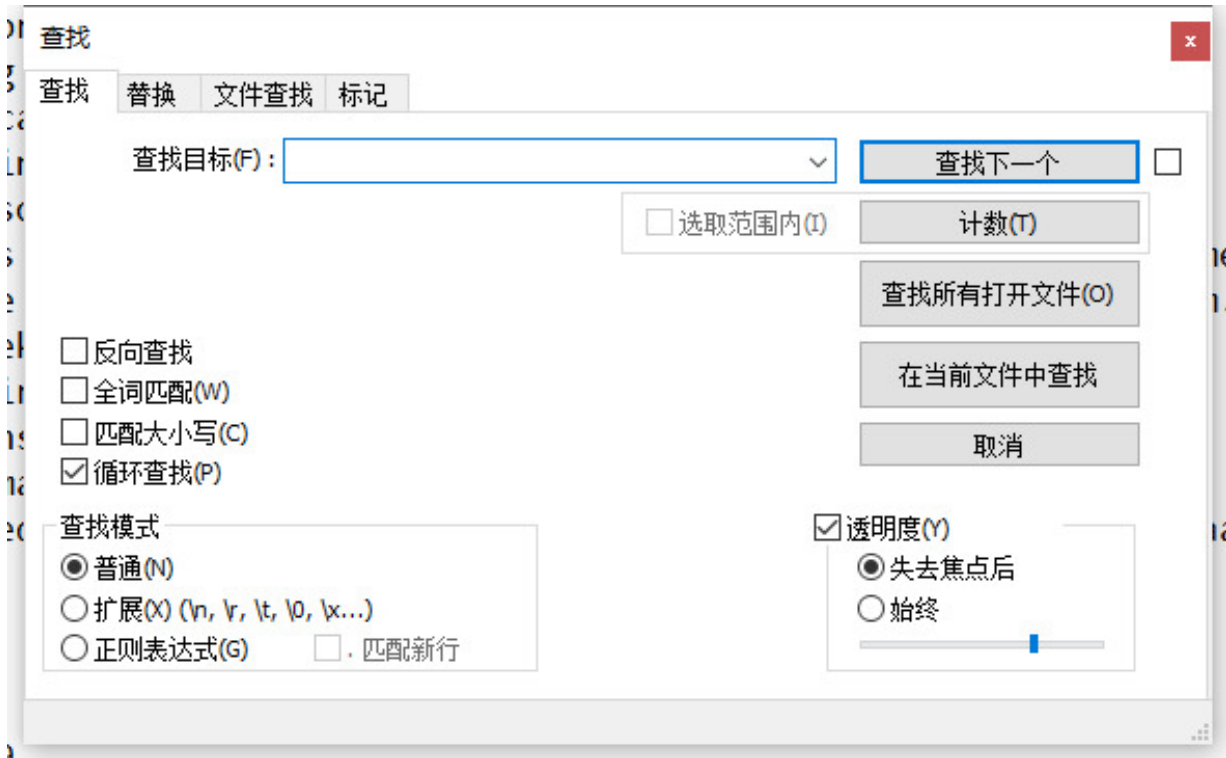 查找
查找 替换 文件查找 标记
查找目标(F) :
查找下一个
选取范围内(I)
计数(T)
查找所有打开文件(O)
在当前文件中查找
取消
反向查找
全词匹配(W)
匹配大小写(C)
循环查找(P)
查找模式
普通(N)
扩展(X) (\n, \r, \t, \0, \x...)
正则表达式(G)
. 匹配新行
透明度(Y)
失去焦点后
始终